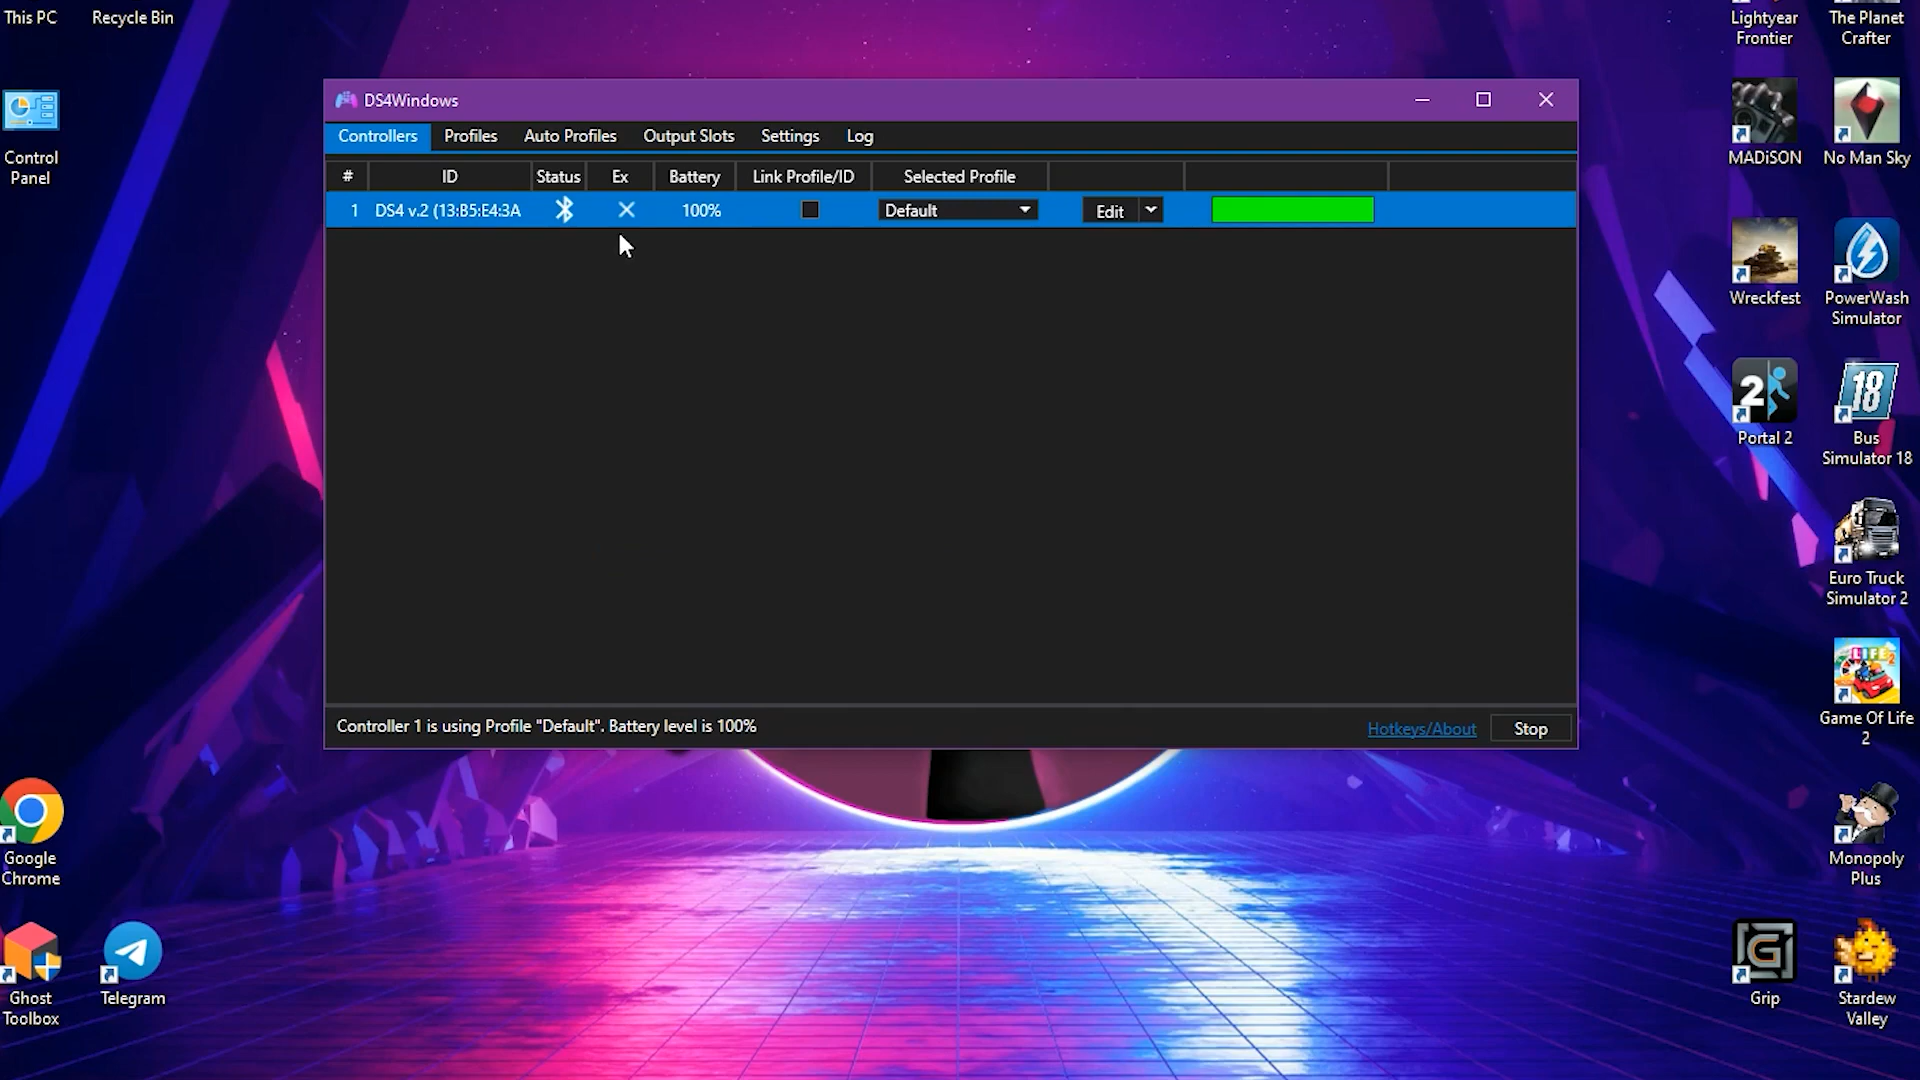 This PC
Recycle Bin
Lightyear
Frontier
The Planet
Crafter
DS4Windows
Controllers
Profiles
Auto Profiles
Output Slots
Settings
Log
#
ID
Status
Ex
Battery
Link Profile/ID
Selected Profile
1
DS4 v.2 (13:B5:E4:3A
100%
Default
Edit
Controller 1 is using Profile "Default". Battery level is 100%
Hotkeys/About
Stop
Control
Panel
Google
Chrome
Ghost
Toolbox
Telegram
MADiSON
No Man Sky
Wreckfest
PowerWash
Simulator
2
Portal 2
18
Bus
Simulator 18
Euro Truck
Simulator 2
LIFE
2
Game Of Life
2
Monopoly
Plus
G
Grip
Stardew
Valley